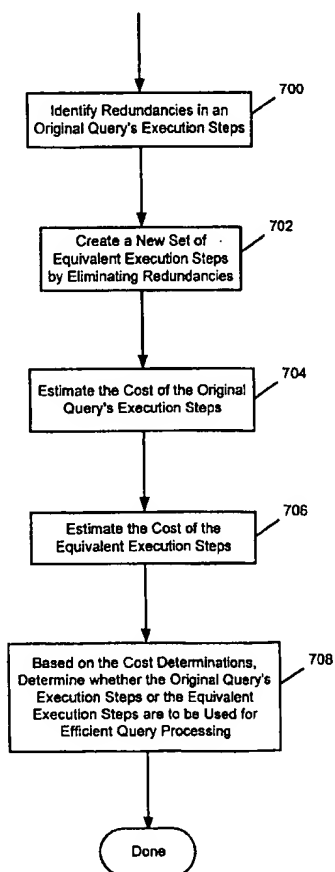 Identify Redundancies in an
Original Query's Execution Steps
700
Create a New Set of
Equivalent Execution Steps
by Eliminating Redundancies
702
Estimate the Cost of the Original
Query's Execution Steps
704
Estimate the Cost of the
Equivalent Execution Steps
706
Based on the Cost Determinations,
Determine whether the Original Query's
Execution Steps or the Equivalent
Execution Steps are to be Used for
Efficient Query Processing
708
Done